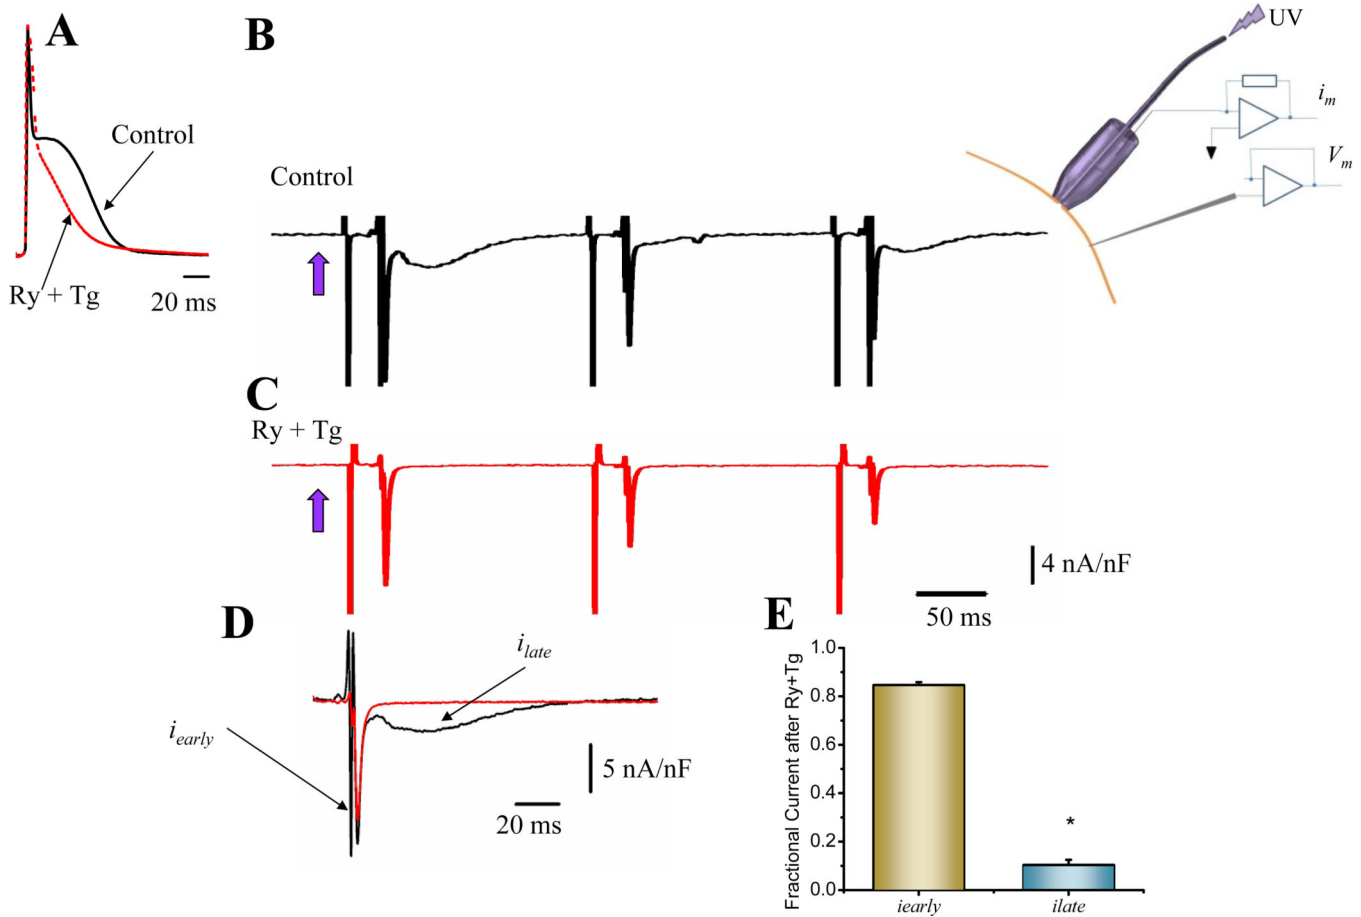 A
B
UV
Control
i_m
V_m
Control
Ry + Tg
20 ms
C
Ry + Tg
4 nA/nF
50 ms
D
i_late
i_early
5 nA/nF
20 ms
E
Fractional Current after Ry+Tg
1.0
0.8
0.6
0.4
0.2
0.0
*
iearly
ilate